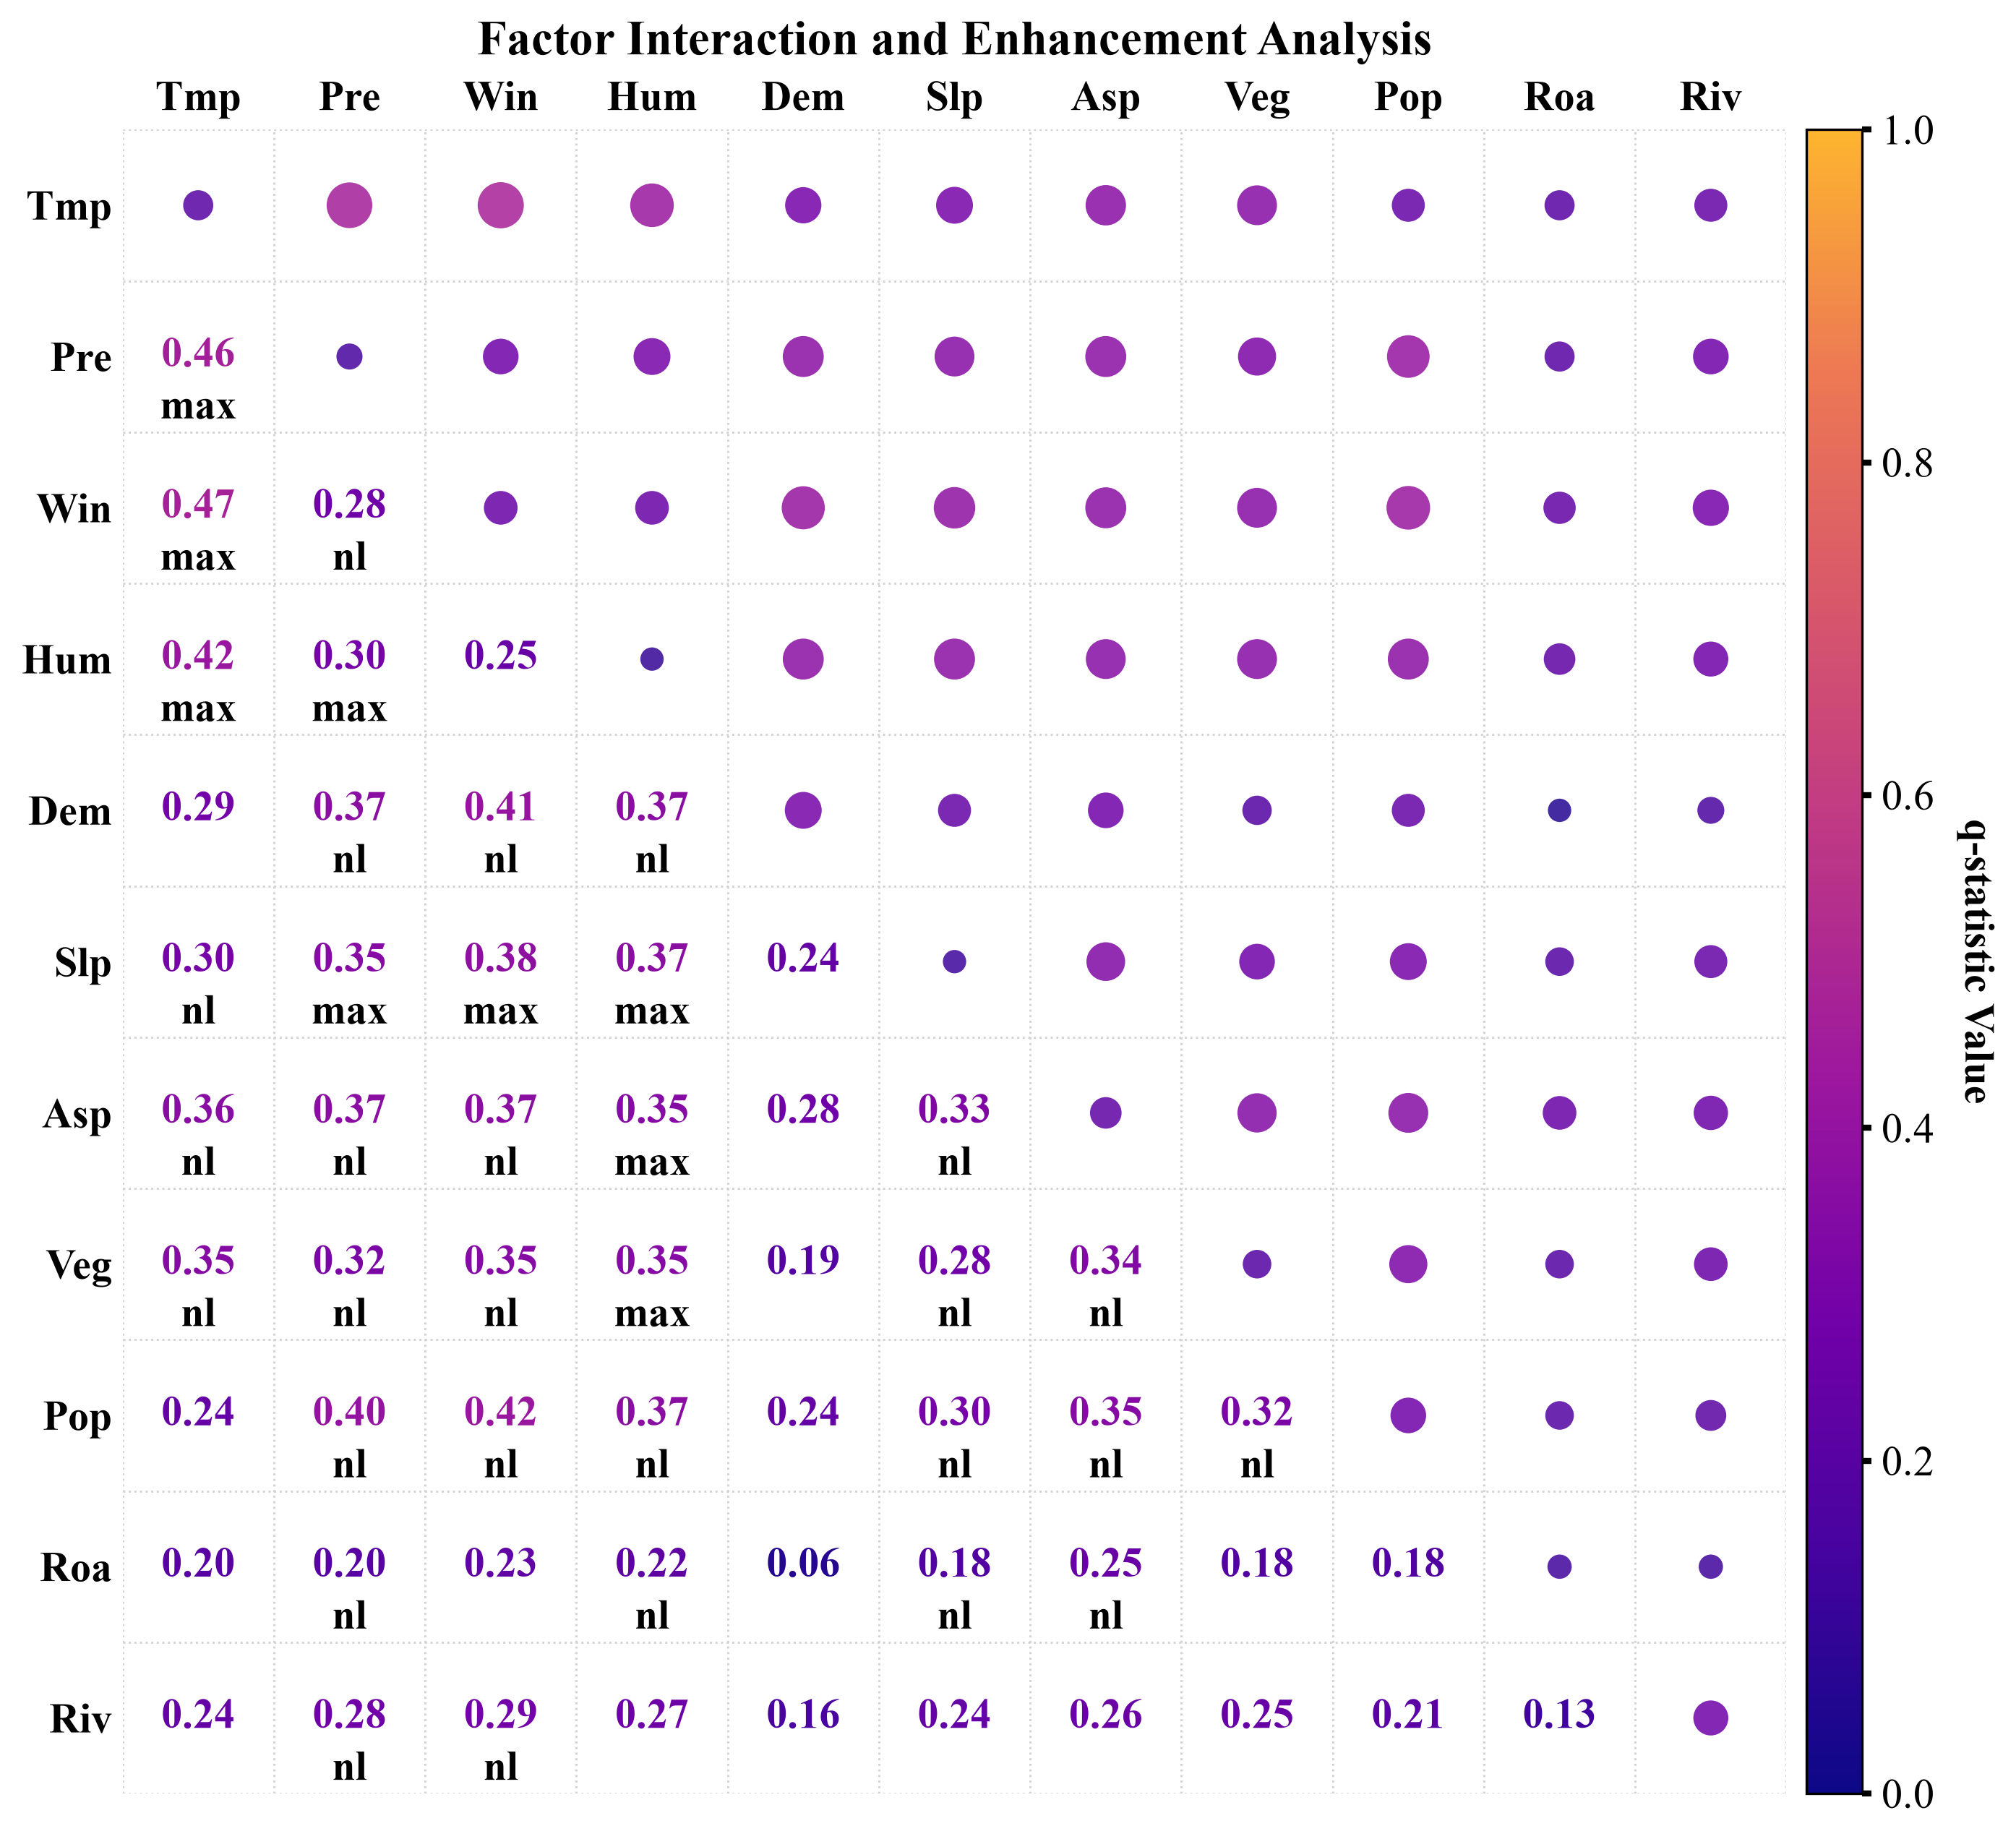 Factor Interaction and Enhancement Analysis
Tmp Pre Win Hum Dem Slp Asp Veg Pop Roa Riv
1.0
Tmp
Pre 0.46
max
0.8
Win 0.47 0.28
max nl
Hum 0.42 0.30 0.25
max max
Dem 0.29 0.37 0.41 0.37
0.6
nl nl nl
q-statistic Value
Slp 0.30 0.35 0.38 0.37 0.24
nl max max max
Asp 0.36 0.37 0.37 0.35 0.28 0.33
0.4
nl nl nl max nl
Veg 0.35 0.32 0.35 0.35 0.19 0.28 0.34
nl nl nl max nl nl
Pop 0.24 0.40 0.42 0.37 0.24 0.30 0.35 0.32
0.2
nl nl nl nl nl nl
Roa 0.20 0.20 0.23 0.22 0.06 0.18 0.25 0.18 0.18
nl nl nl nl
Riv 0.24 0.28 0.29 0.27 0.16 0.24 0.26 0.25 0.21 0.13
nl nl
0.0